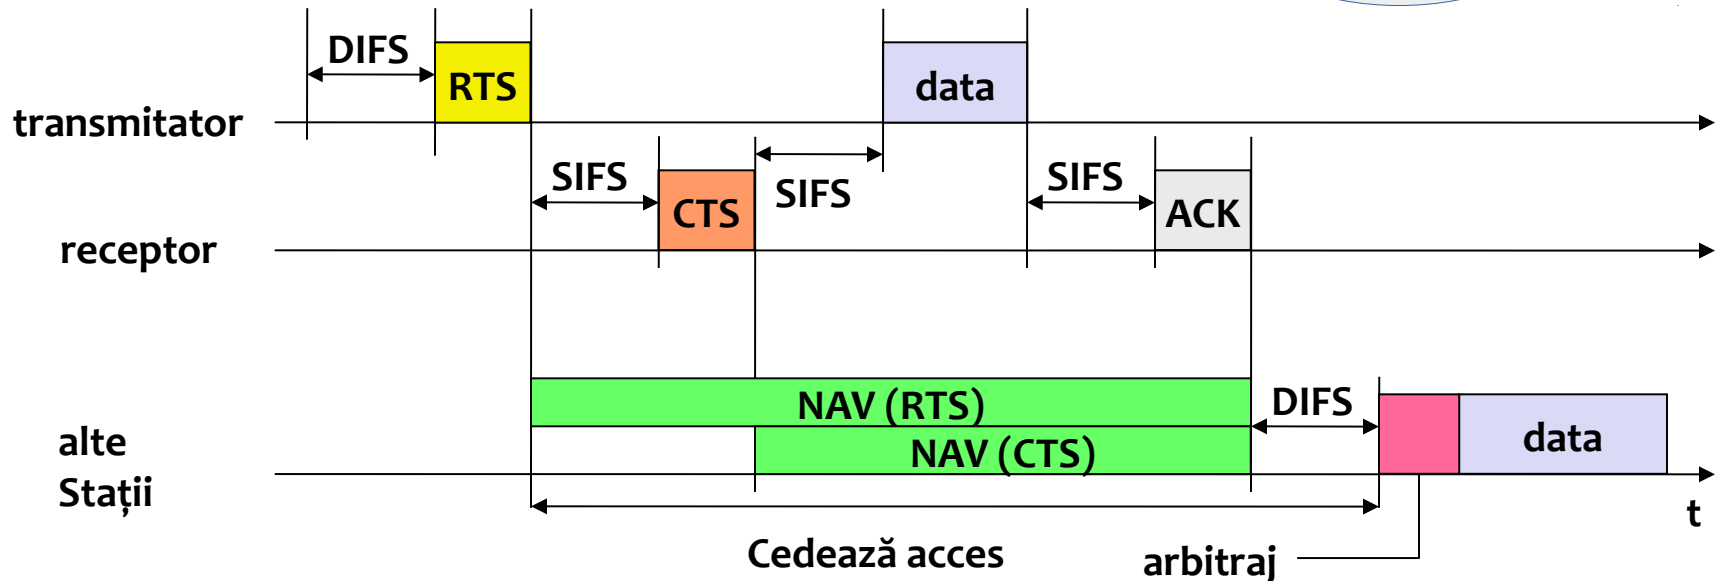 DIFS
RTS
data
transmitator
SIFS
CTS
SIFS
SIFS
ACK
receptor
NAV (RTS)
DIFS
NAV (CTS)
data
alte
Stații
t
Cedează acces
arbitraj